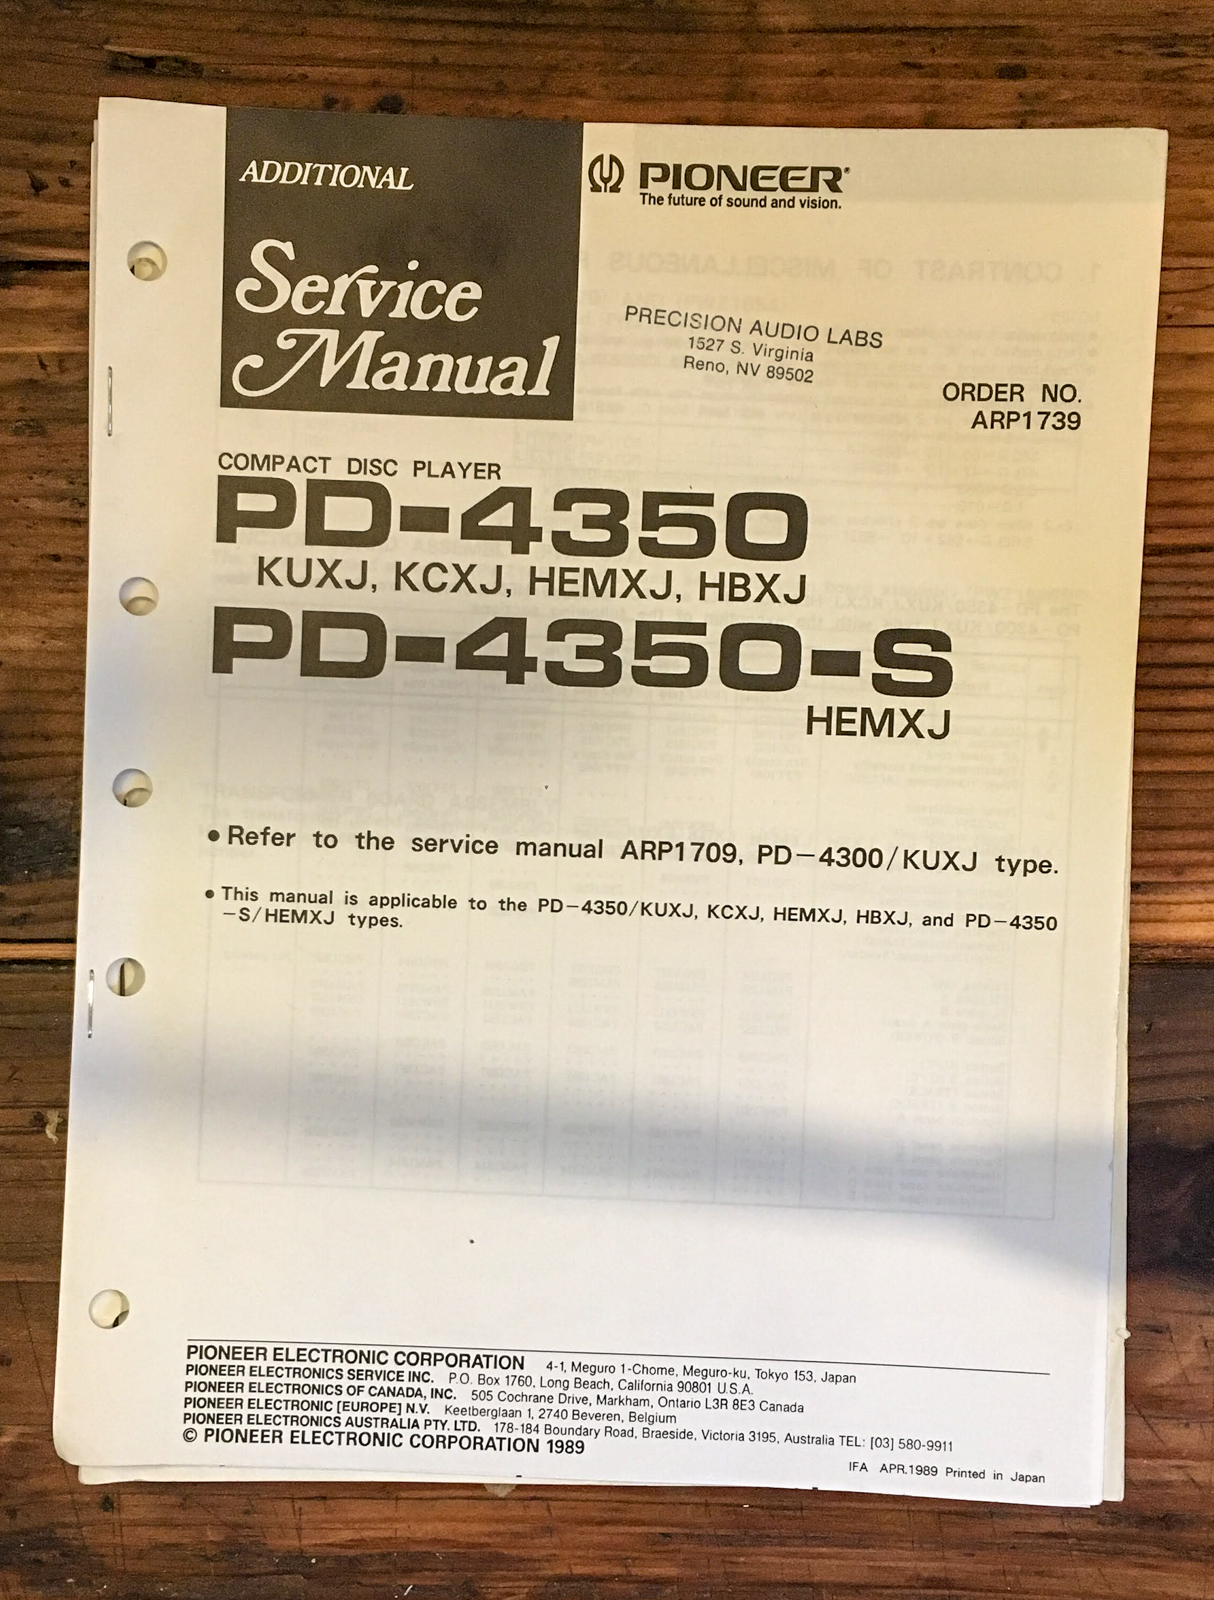 ADDITIONAL
Service
Manual
PIONEER®
The future of sound and vision.
1. CONTRAST OF MISCELLANEOUS P
PRECISION AUDIO LABS
1527 S. Virginia
Reno, NV 89502
ORDER NO.
ARP1739
COMPACT DISC PLAYER
PD-4350
KUXJ, KCXJ, HEMXJ, HBXJ
PD-4350-S
HEMXJ
● Refer to the service manual ARP1709, PD-4300/KUXJ type.
● This manual is applicable to the PD-4350/KUXJ, KCXJ, HEMXJ, HBXJ, and PD-4350
-S/HEMXJ types.
PIONEER ELECTRONIC CORPORATION 4-1, Meguro 1-Chome, Meguro-ku, Tokyo 153, Japan
PIONEER ELECTRONICS SERVICE INC. P.O. Box 1760, Long Beach, California 90801 U.S.A.
PIONEER ELECTRONICS OF CANADA, INC. 505 Cochrane Drive, Markham, Ontario L3R 8E3 Canada
PIONEER ELECTRONIC [EUROPE] N.V. Keetberglaan 1, 2740 Beveren, Belgium
PIONEER ELECTRONICS AUSTRALIA PTY. LTD. 178-184 Boundary Road, Braeside, Victoria 3195, Australia TEL: [03] 580-9911
© PIONEER ELECTRONIC CORPORATION 1989
IFA APR.1989 Printed in Japan